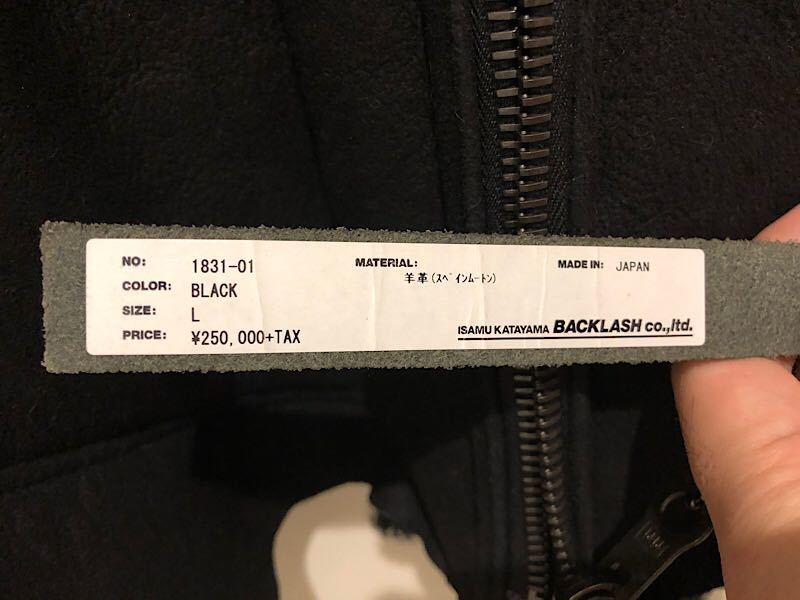 NO: 1831-01
COLOR: BLACK
SIZE: L
PRICE: ¥250,000+TAX
MATERIAL:
羊革(スペインムートン)
MADE IN: JAPAN
ISAMU KATAYAMA BACKLASH co.,ltd.